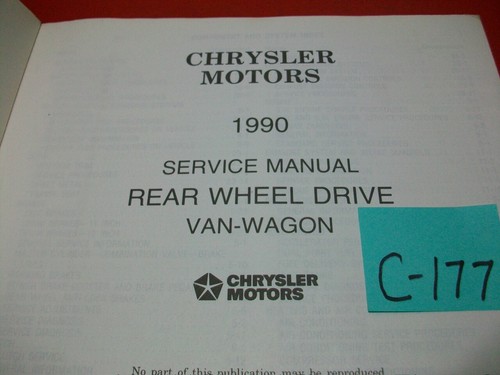 CHRYSLER
MOTORS
1990
SERVICE MANUAL
REAR WHEEL DRIVE
VAN-WAGON
CHRYSLER
MOTORS
C-177
No part of this publication may be reproduced,